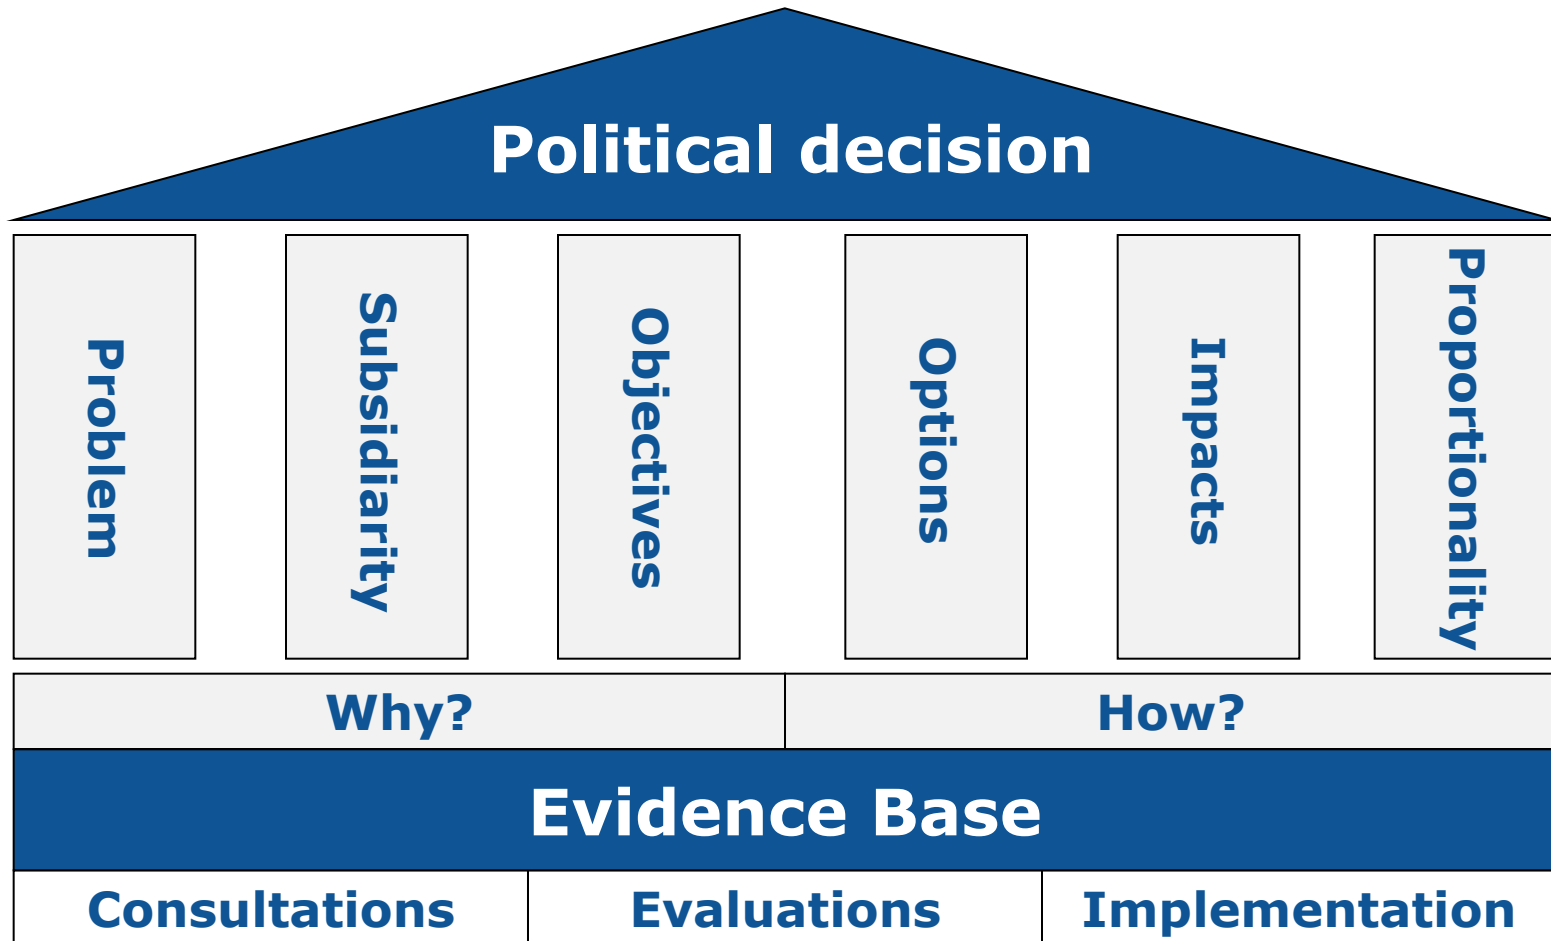 Political decision
Problem
Subsidiarity
Objectives
Options
Impacts
Proportionality
Why?
How?
Evidence Base
Consultations
Evaluations
Implementation